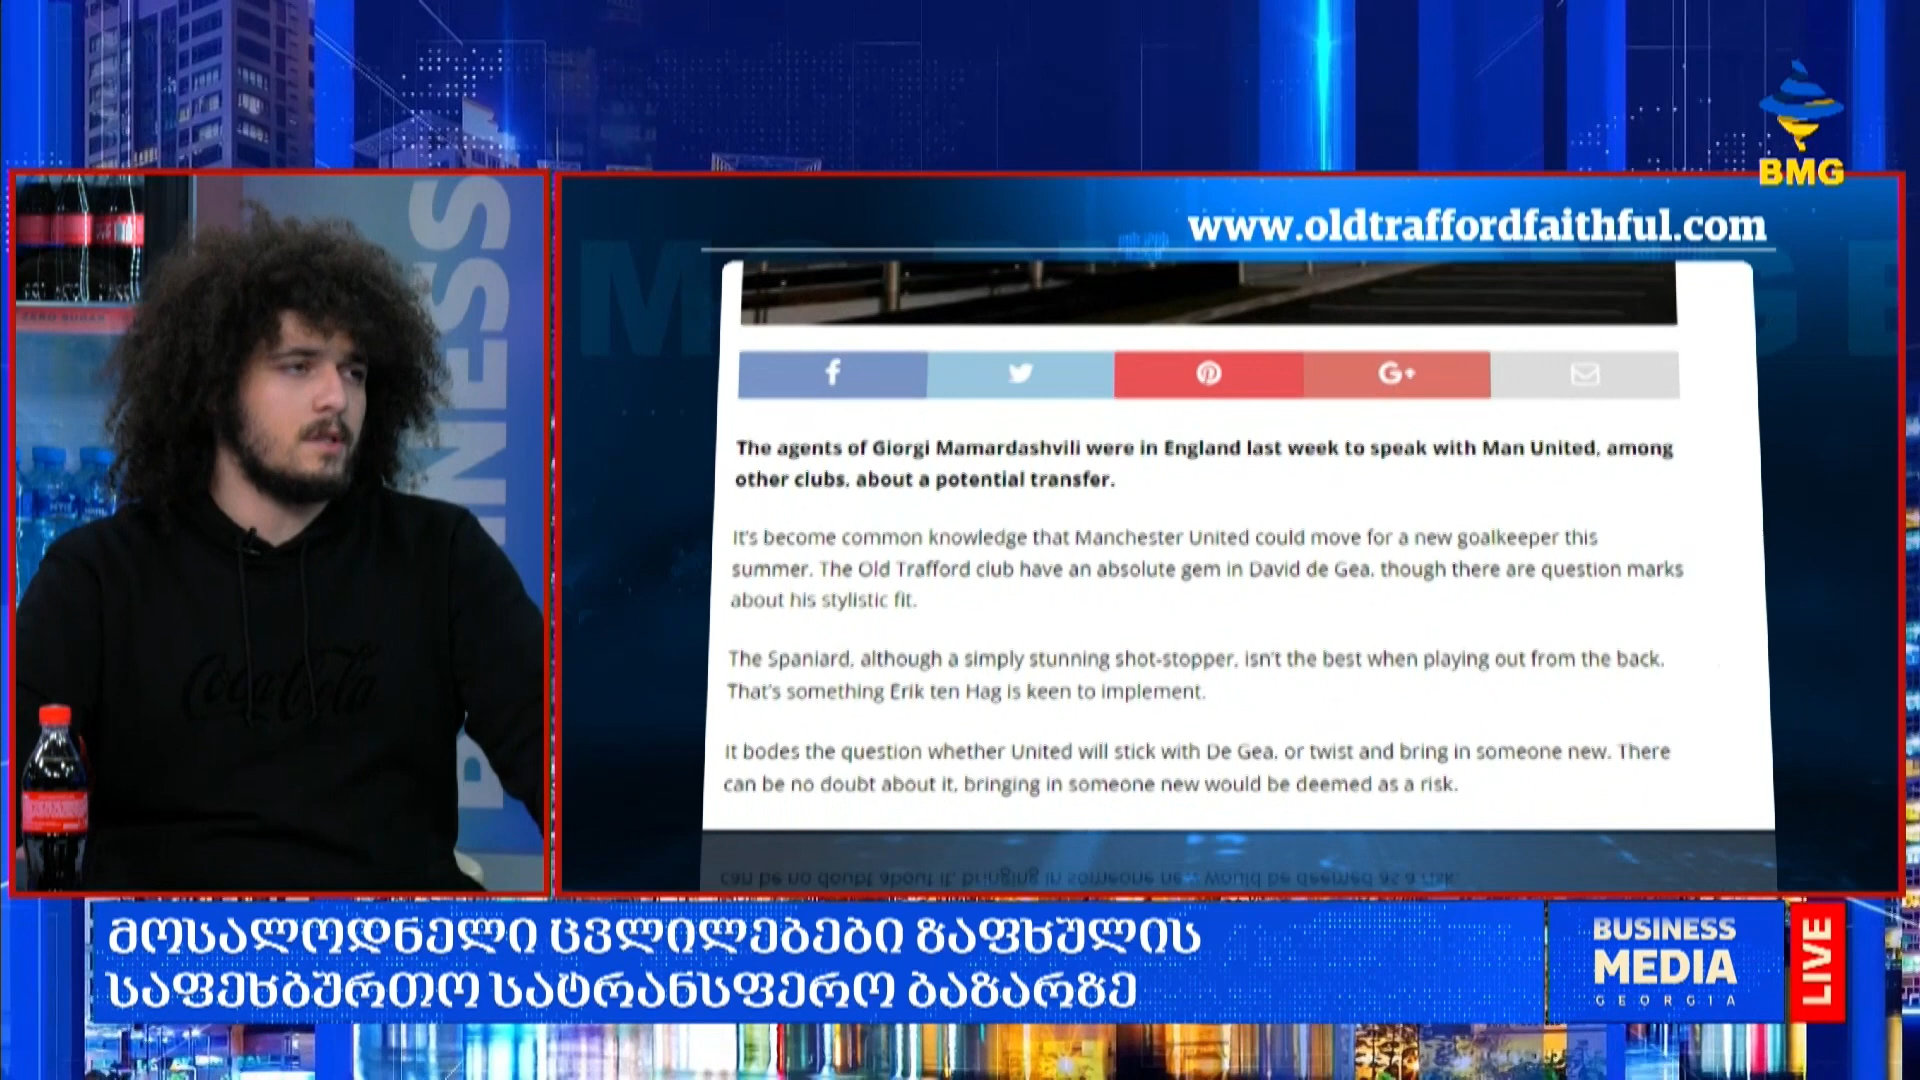 BMG
www.oldtraffordfaithful.com
ZERO SUGAR
BUSINESS
Coca-Cola
The agents of Giorgi Mamardashvili were in England last week to speak with Man United, among
other clubs, about a potential transfer.
It's become common knowledge that Manchester United could move for a new goalkeeper this
summer. The Old Trafford club have an absolute gem in David de Gea, though there are question marks
about his stylistic fit.
The Spaniard, although a simply stunning shot-stopper, isn't the best when playing out from the back.
That's something Erik ten Hag is keen to implement.
It bodes the question whether United will stick with De Gea, or twist and bring in someone new. There
can be no doubt about it, bringing in someone new would be deemed as a risk.
მოსალოდნელი ცვლილებები ზაფხულის
საფეხბურთო სატრანსფერო ბაზარზე
BUSINESS
MEDIA
GEORGIA
LIVE